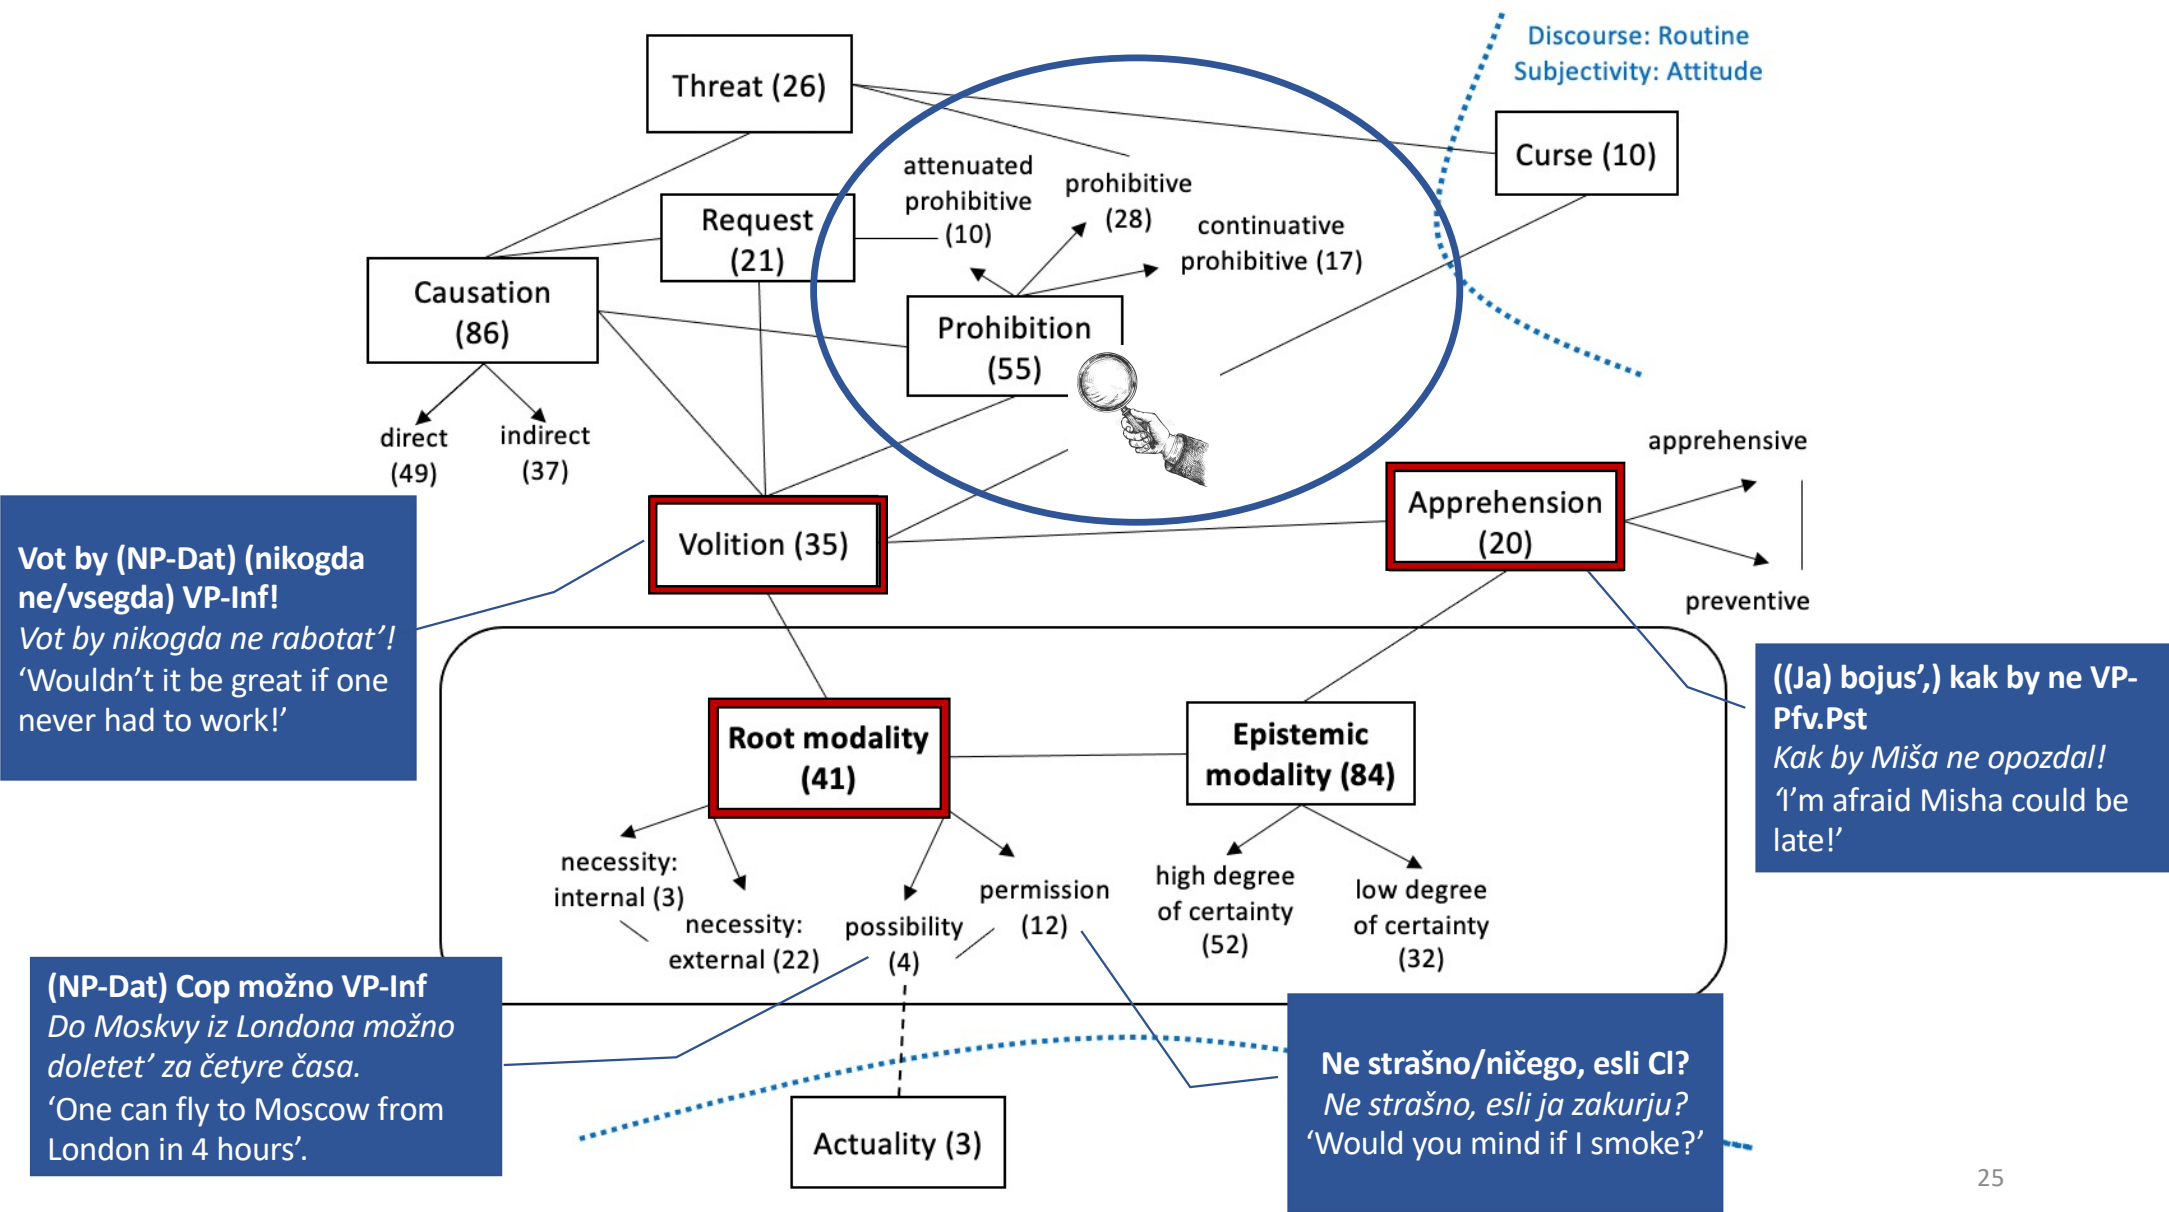 Discourse: Routine
Subjectivity: Attitude
Threat (26)
Curse (10)
attenuated
prohibitive
(10)
prohibitive
(28)
continuative
prohibitive (17)
Request
(21)
Causation
(86)
Prohibition
(55)
direct
(49)
indirect
(37)
apprehensive
Apprehension
(20)
preventive
Volition (35)
Vot by (NP-Dat) (nikogda
ne/vsegda) VP-Inf!
Vot by nikogda ne rabotat’!
‘Wouldn’t it be great if one
never had to work!’
((Ja) bojus’,) kak by ne VP-
Pfv.Pst
Kak by Miša ne opozdal!
‘I’m afraid Misha could be
late!’
Root modality
(41)
Epistemic
modality (84)
necessity:
internal (3)
necessity:
external (22)
possibility
(4)
permission
(12)
high degree
of certainty
(52)
low degree
of certainty
(32)
(NP-Dat) Cop možno VP-Inf
Do Moskvy iz Londona možno
doletet’ za četyre časa.
‘One can fly to Moscow from
London in 4 hours’.
Ne strašno/ničego, esli Cl?
Ne strašno, esli ja zakurju?
‘Would you mind if I smoke?’
Actuality (3)
25